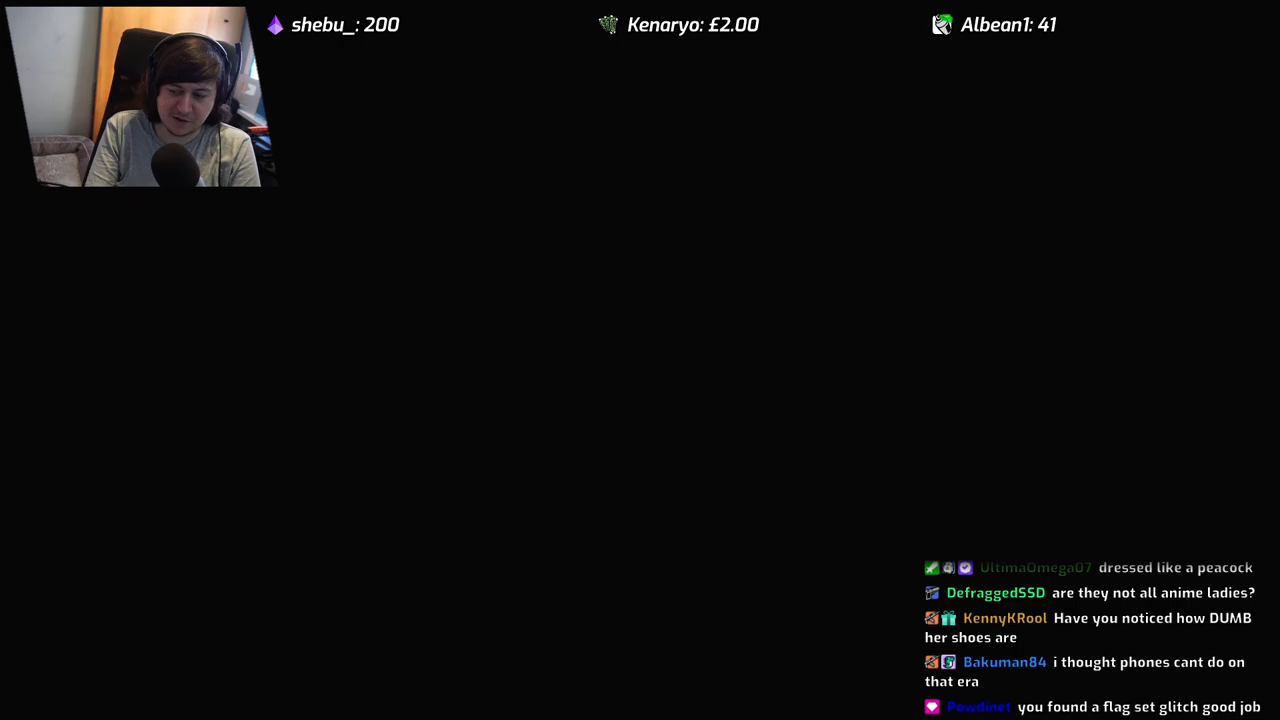 shebu_: 200
Kenaryo: £2.00
Albean1: 41
UltimaOmega07 dressed like a peacock
DefraggedSSD are they not all anime ladies?
KennyKRool Have you noticed how DUMB
her shoes are
Bakuman84 i thought phones cant do on
that era
Powdinet you found a flag set glitch good job